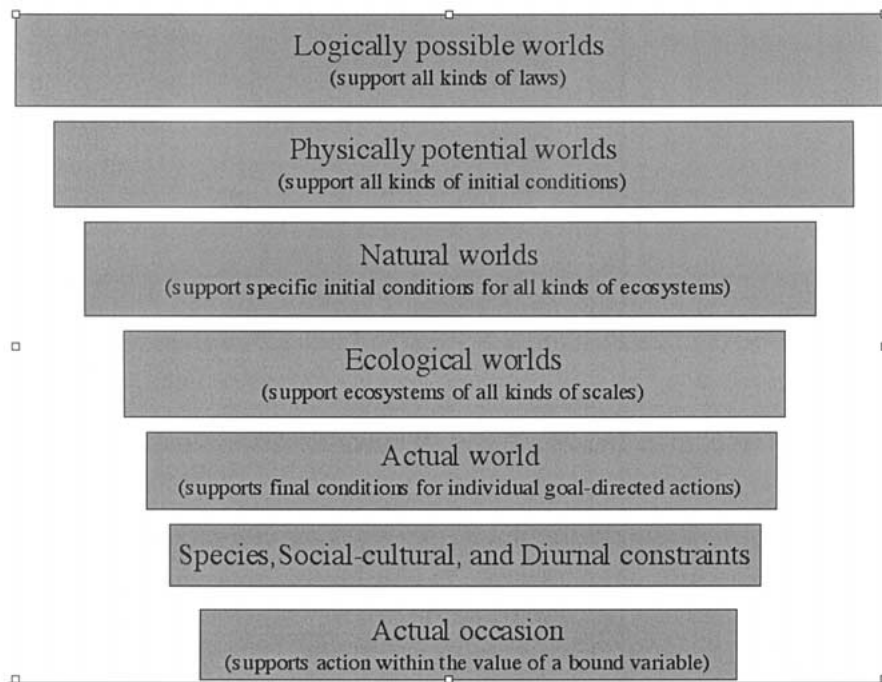 Logically possible worlds
(support all kinds of laws)
Physically potential worlds
(support all kinds of initial conditions)
Natural worlds
(support specific initial conditions for all kinds of ecosystems)
Ecological worlds
(support ecosystems of all kinds of scales)
Actual world
(supports final conditions for individual goal-directed actions)
Species, Social-cultural, and Diurnal constraints
Actual occasion
(supports action within the value of a bound variable)